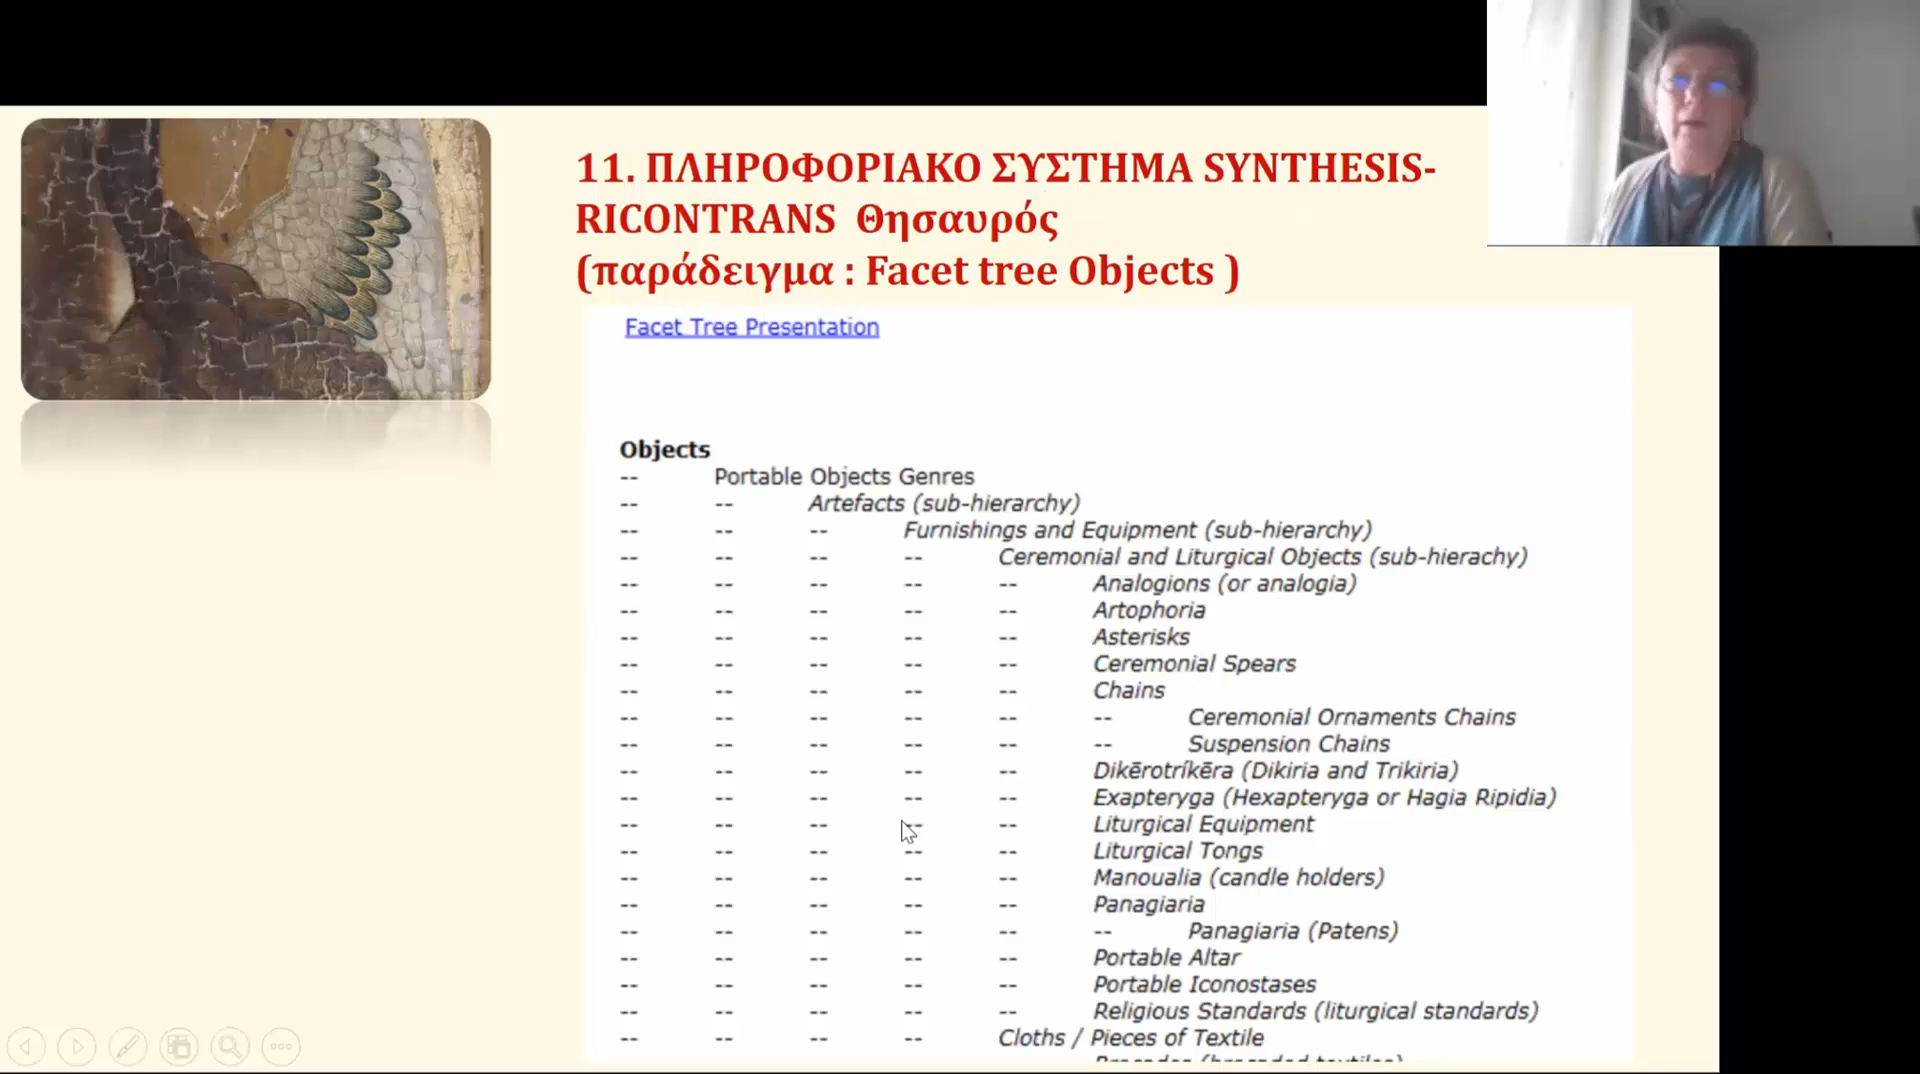 11. ΠΛΗΡΟΦΟΡΙΑΚΟ ΣΥΣΤΗΜΑ SYNTHESIS-
RICONTRANS Θησαυρός
(παράδειγμα : Facet tree Objects )
Facet Tree Presentation
Objects
-- Portable Objects Genres
-- -- Artefacts (sub-hierarchy)
-- -- -- Furnishings and Equipment (sub-hierarchy)
-- -- -- -- Ceremonial and Liturgical Objects (sub-hierachy)
-- -- -- -- -- Analogions (or analogia)
-- -- -- -- -- Artophoria
-- -- -- -- -- Asterisks
-- -- -- -- -- Ceremonial Spears
-- -- -- -- -- Chains
-- -- -- -- -- -- Ceremonial Ornaments Chains
-- -- -- -- -- -- Suspension Chains
-- -- -- -- -- Dikērotríkēra (Dikiria and Trikiria)
-- -- -- -- -- Exapteryga (Hexapteryga or Hagia Ripidia)
-- -- -- -- -- Liturgical Equipment
-- -- -- -- -- Liturgical Tongs
-- -- -- -- -- Manoualia (candle holders)
-- -- -- -- -- Panagiaria
-- -- -- -- -- -- Panagiaria (Patens)
-- -- -- -- -- Portable Altar
-- -- -- -- -- Portable Iconostases
-- -- -- -- -- Religious Standards (liturgical standards)
-- -- -- -- Cloths / Pieces of Textile